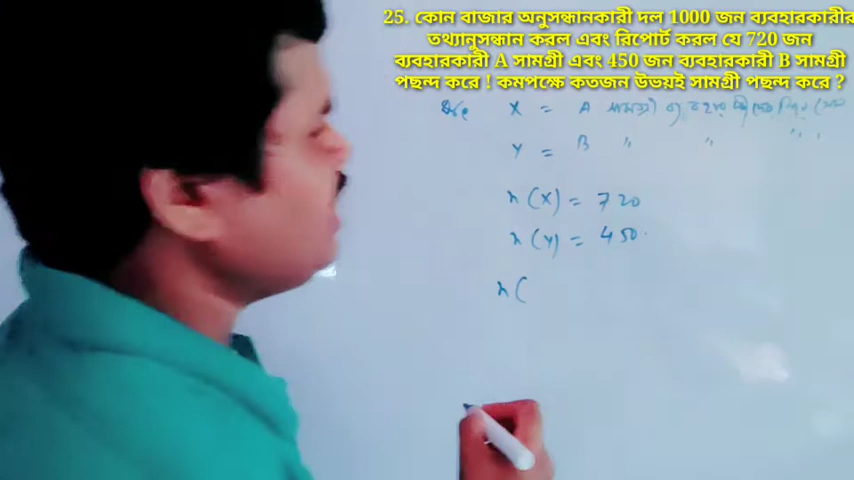 25. কোন বাজার অনুসন্ধানকারী দল 1000 জন ব্যবহারকারীর
তথ্যানুসন্ধান করল এবং রিপোর্ট করল যে 720 জন
ব্যবহারকারী A সামগ্রী এবং 450 জন ব্যবহারকারী B সামগ্রী
পছন্দ করে ! কমপক্ষে কতজন উভয়ই সামগ্রী পছন্দ করে ?
X = A সামগ্রী
Y = B " " " "
n(X) = 720
n(Y) = 450.
n(